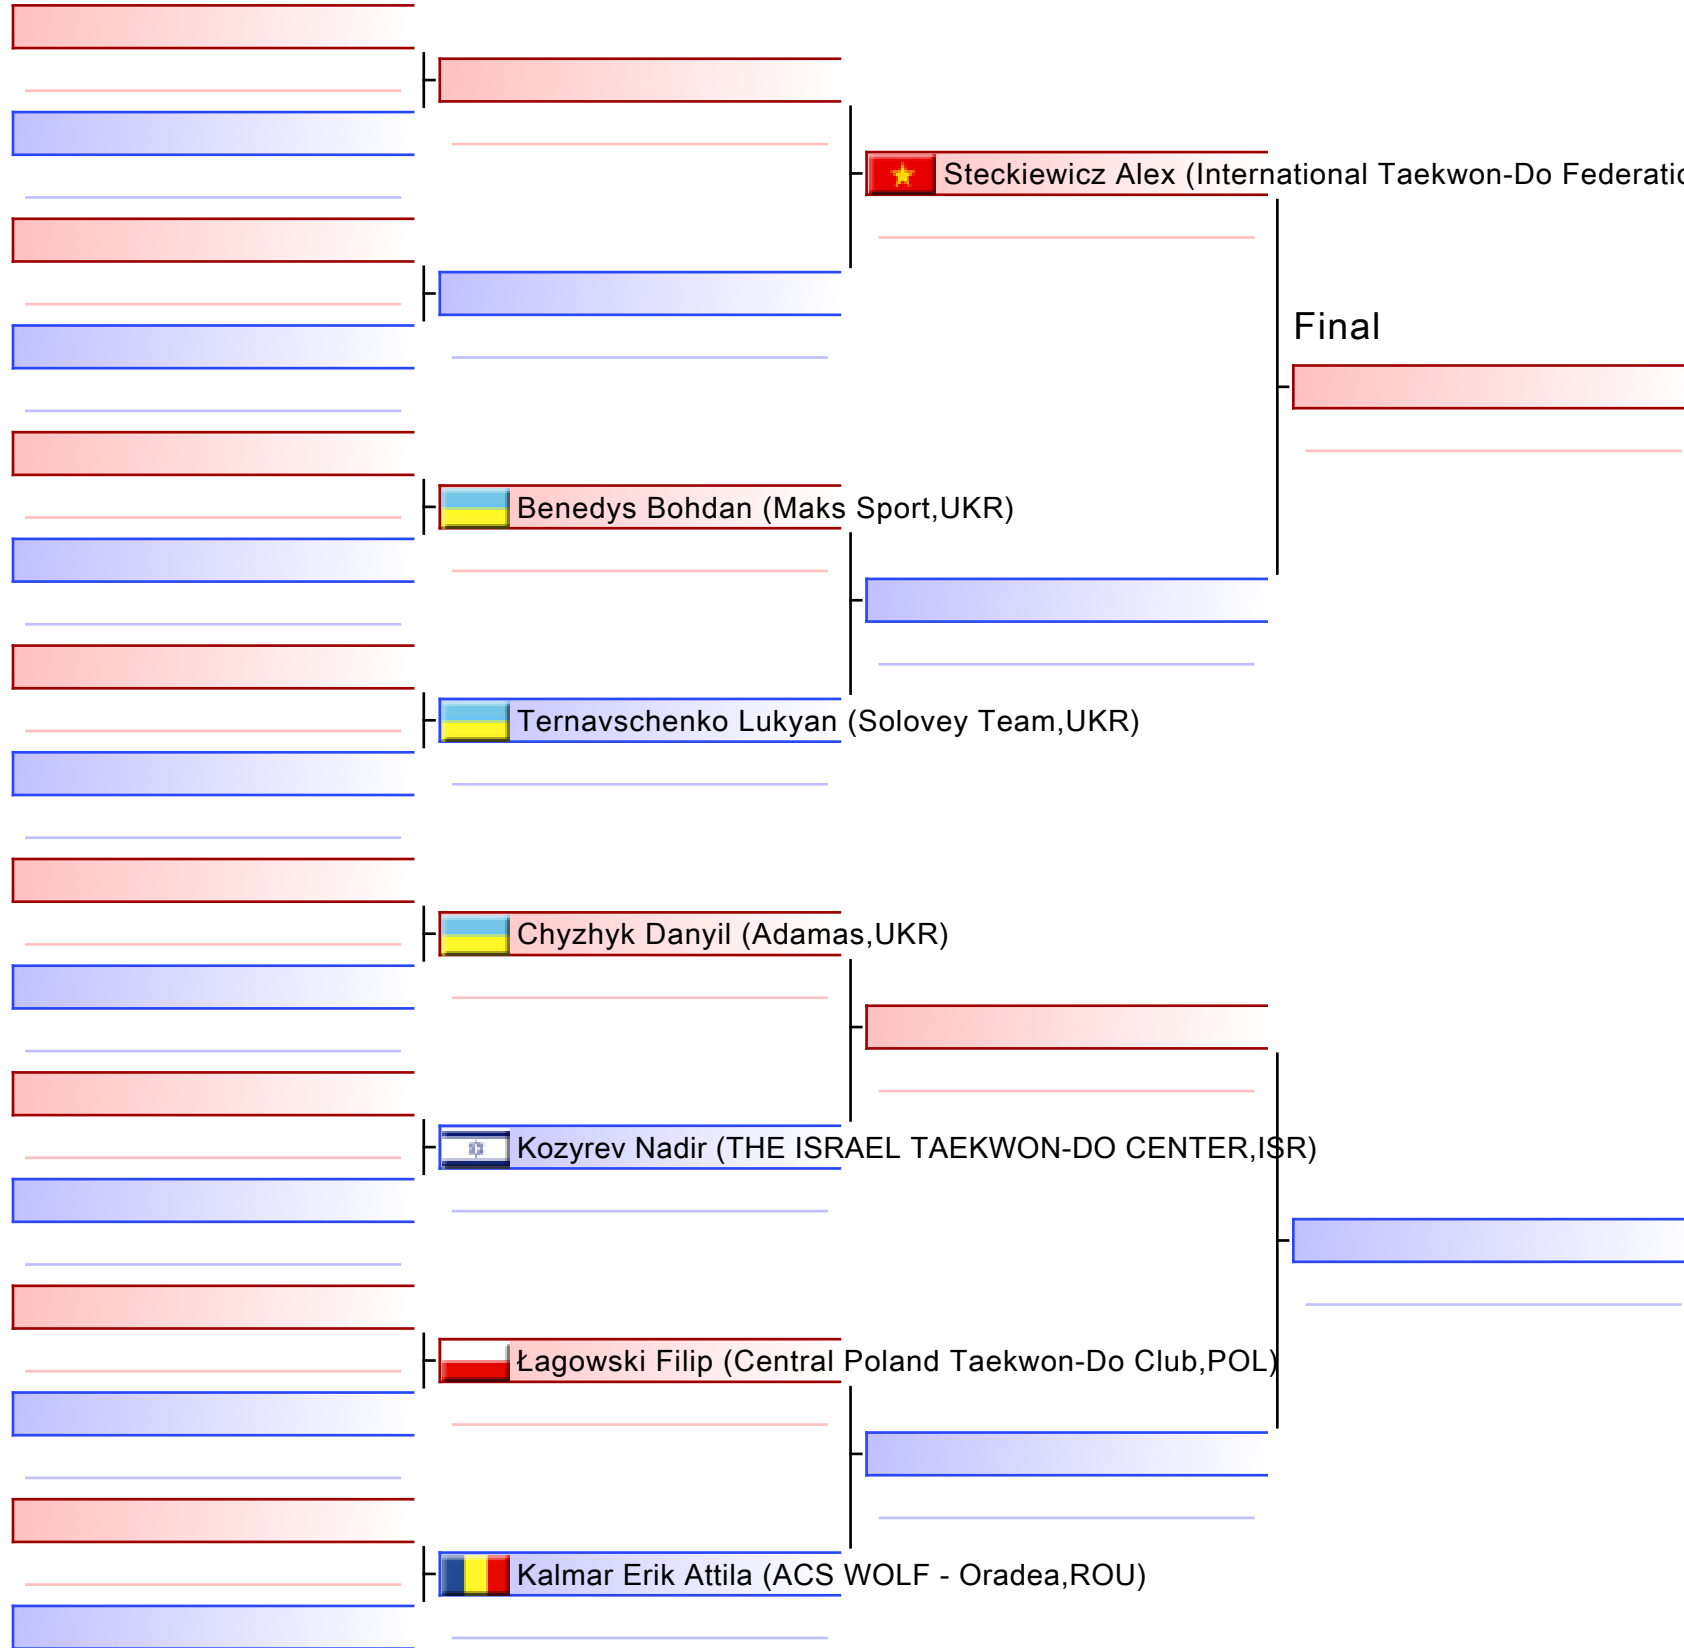 Steckiewicz Alex (International Taekwon-Do Federatio
Final
Benedys Bohdan (Maks Sport,UKR)
Ternavschenko Lukyan (Solovey Team,UKR)
Chyzhyk Danyil (Adamas,UKR)
Kozyrev Nadir (THE ISRAEL TAEKWON-DO CENTER,ISR)
Łagowski Filip (Central Poland Taekwon-Do Club,POL)
Kalmar Erik Attila (ACS WOLF - Oradea,ROU)